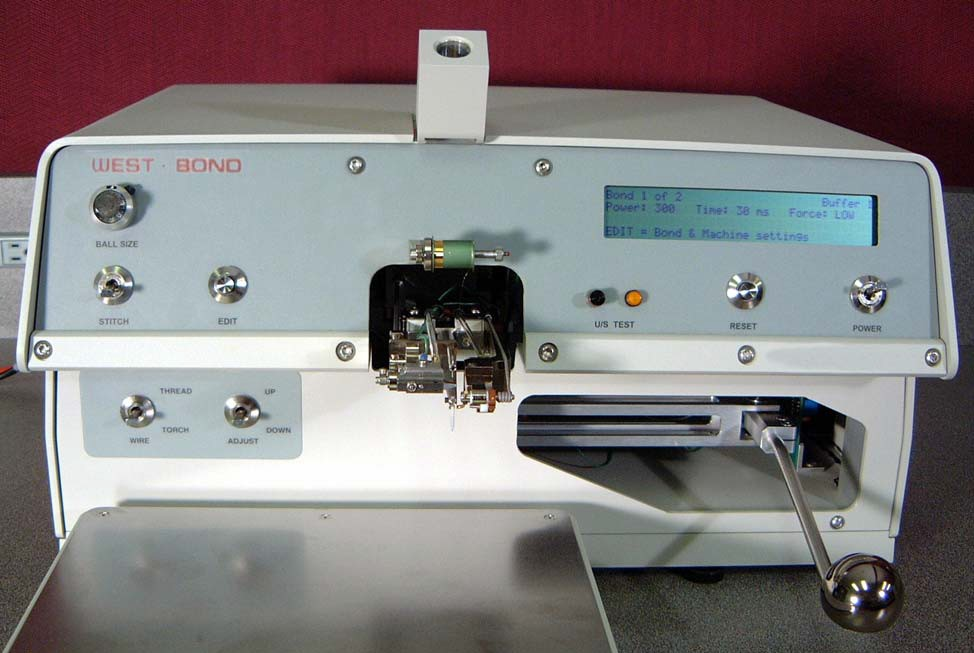 WEST · BOND
BALL SIZE
STITCH
EDIT
Bond 1 of 2
Buffer :
Power: 300 Time: 30 ms Force: LOW
EDIT = Bond & Machine settings
U/S TEST
RESET
POWER
THREAD
UP
WIRE
TORCH
ADJUST
DOWN